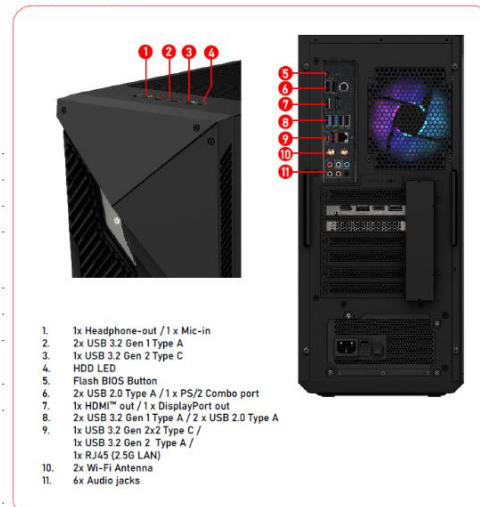 1 2 3 4
5
6
7
8
9
10
11
1. 1x Headphone-out / 1 x Mic-in
2. 2x USB 3.2 Gen 1 Type A
3. 1x USB 3.2 Gen 2 Type C
4. HDD LED
5. Flash BIOS Button
6. 2x USB 2.0 Type A / 1x PS/2 Combo port
7. 1x HDMI™ out / 1x DisplayPort out
8. 2x USB 3.2 Gen 1 Type A / 2 x USB 2.0 Type A
9. 1x USB 3.2 Gen 2x2 Type C /
1x USB 3.2 Gen 2 Type A /
1x RJ45 (2.5G LAN)
10. 2x Wi-Fi Antenna
11. 6x Audio jacks